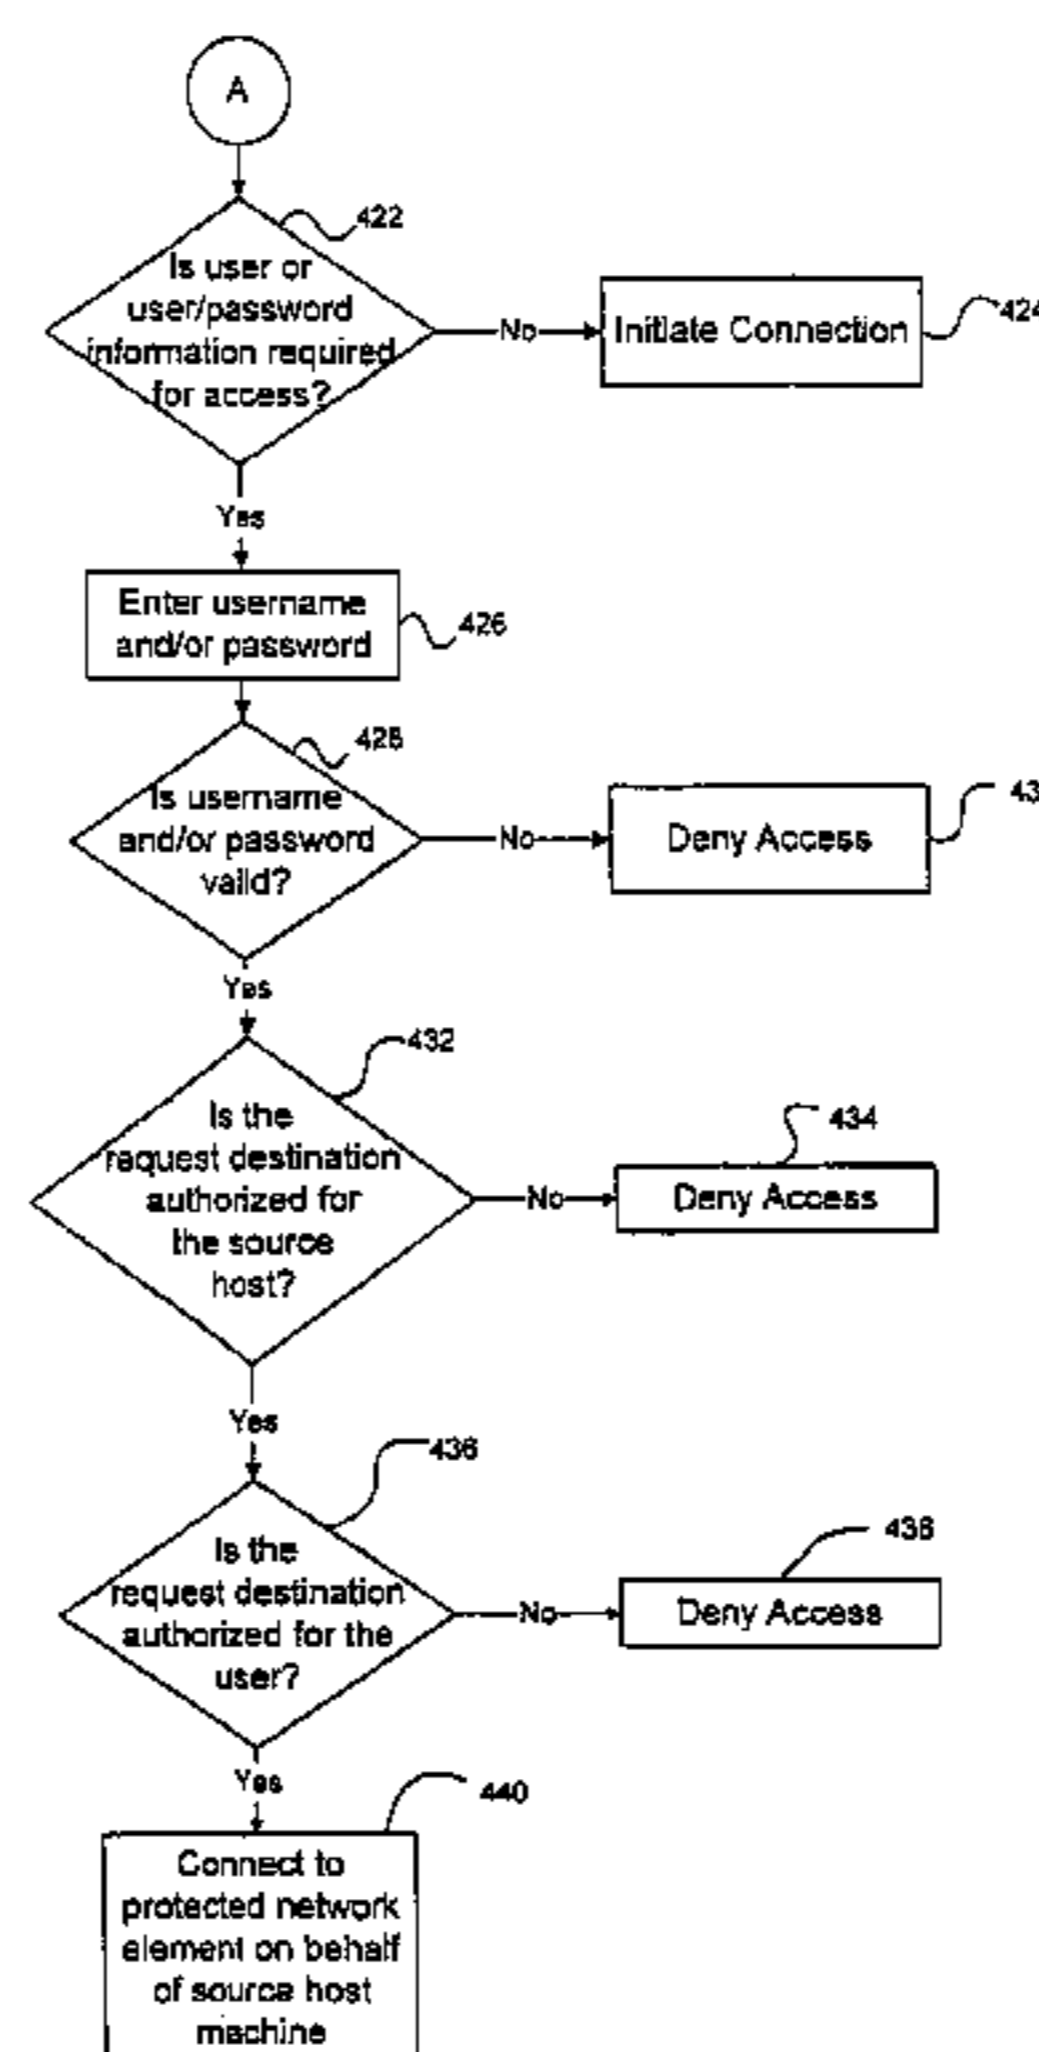 A
422
Is user or
user/password
information required
for access?
No
Initiate Connection
424
Yes
Enter username
and/or password
426
428
Is username
and/or password
valid?
No
Deny Access
43
Yes
432
Is the
request destination
authorized for
the source
host?
No
434
Deny Access
Yes
436
Is the
request destination
authorized for the
user?
No
438
Deny Access
Yes
440
Connect to
protected network
element on behalf
of source host
machine